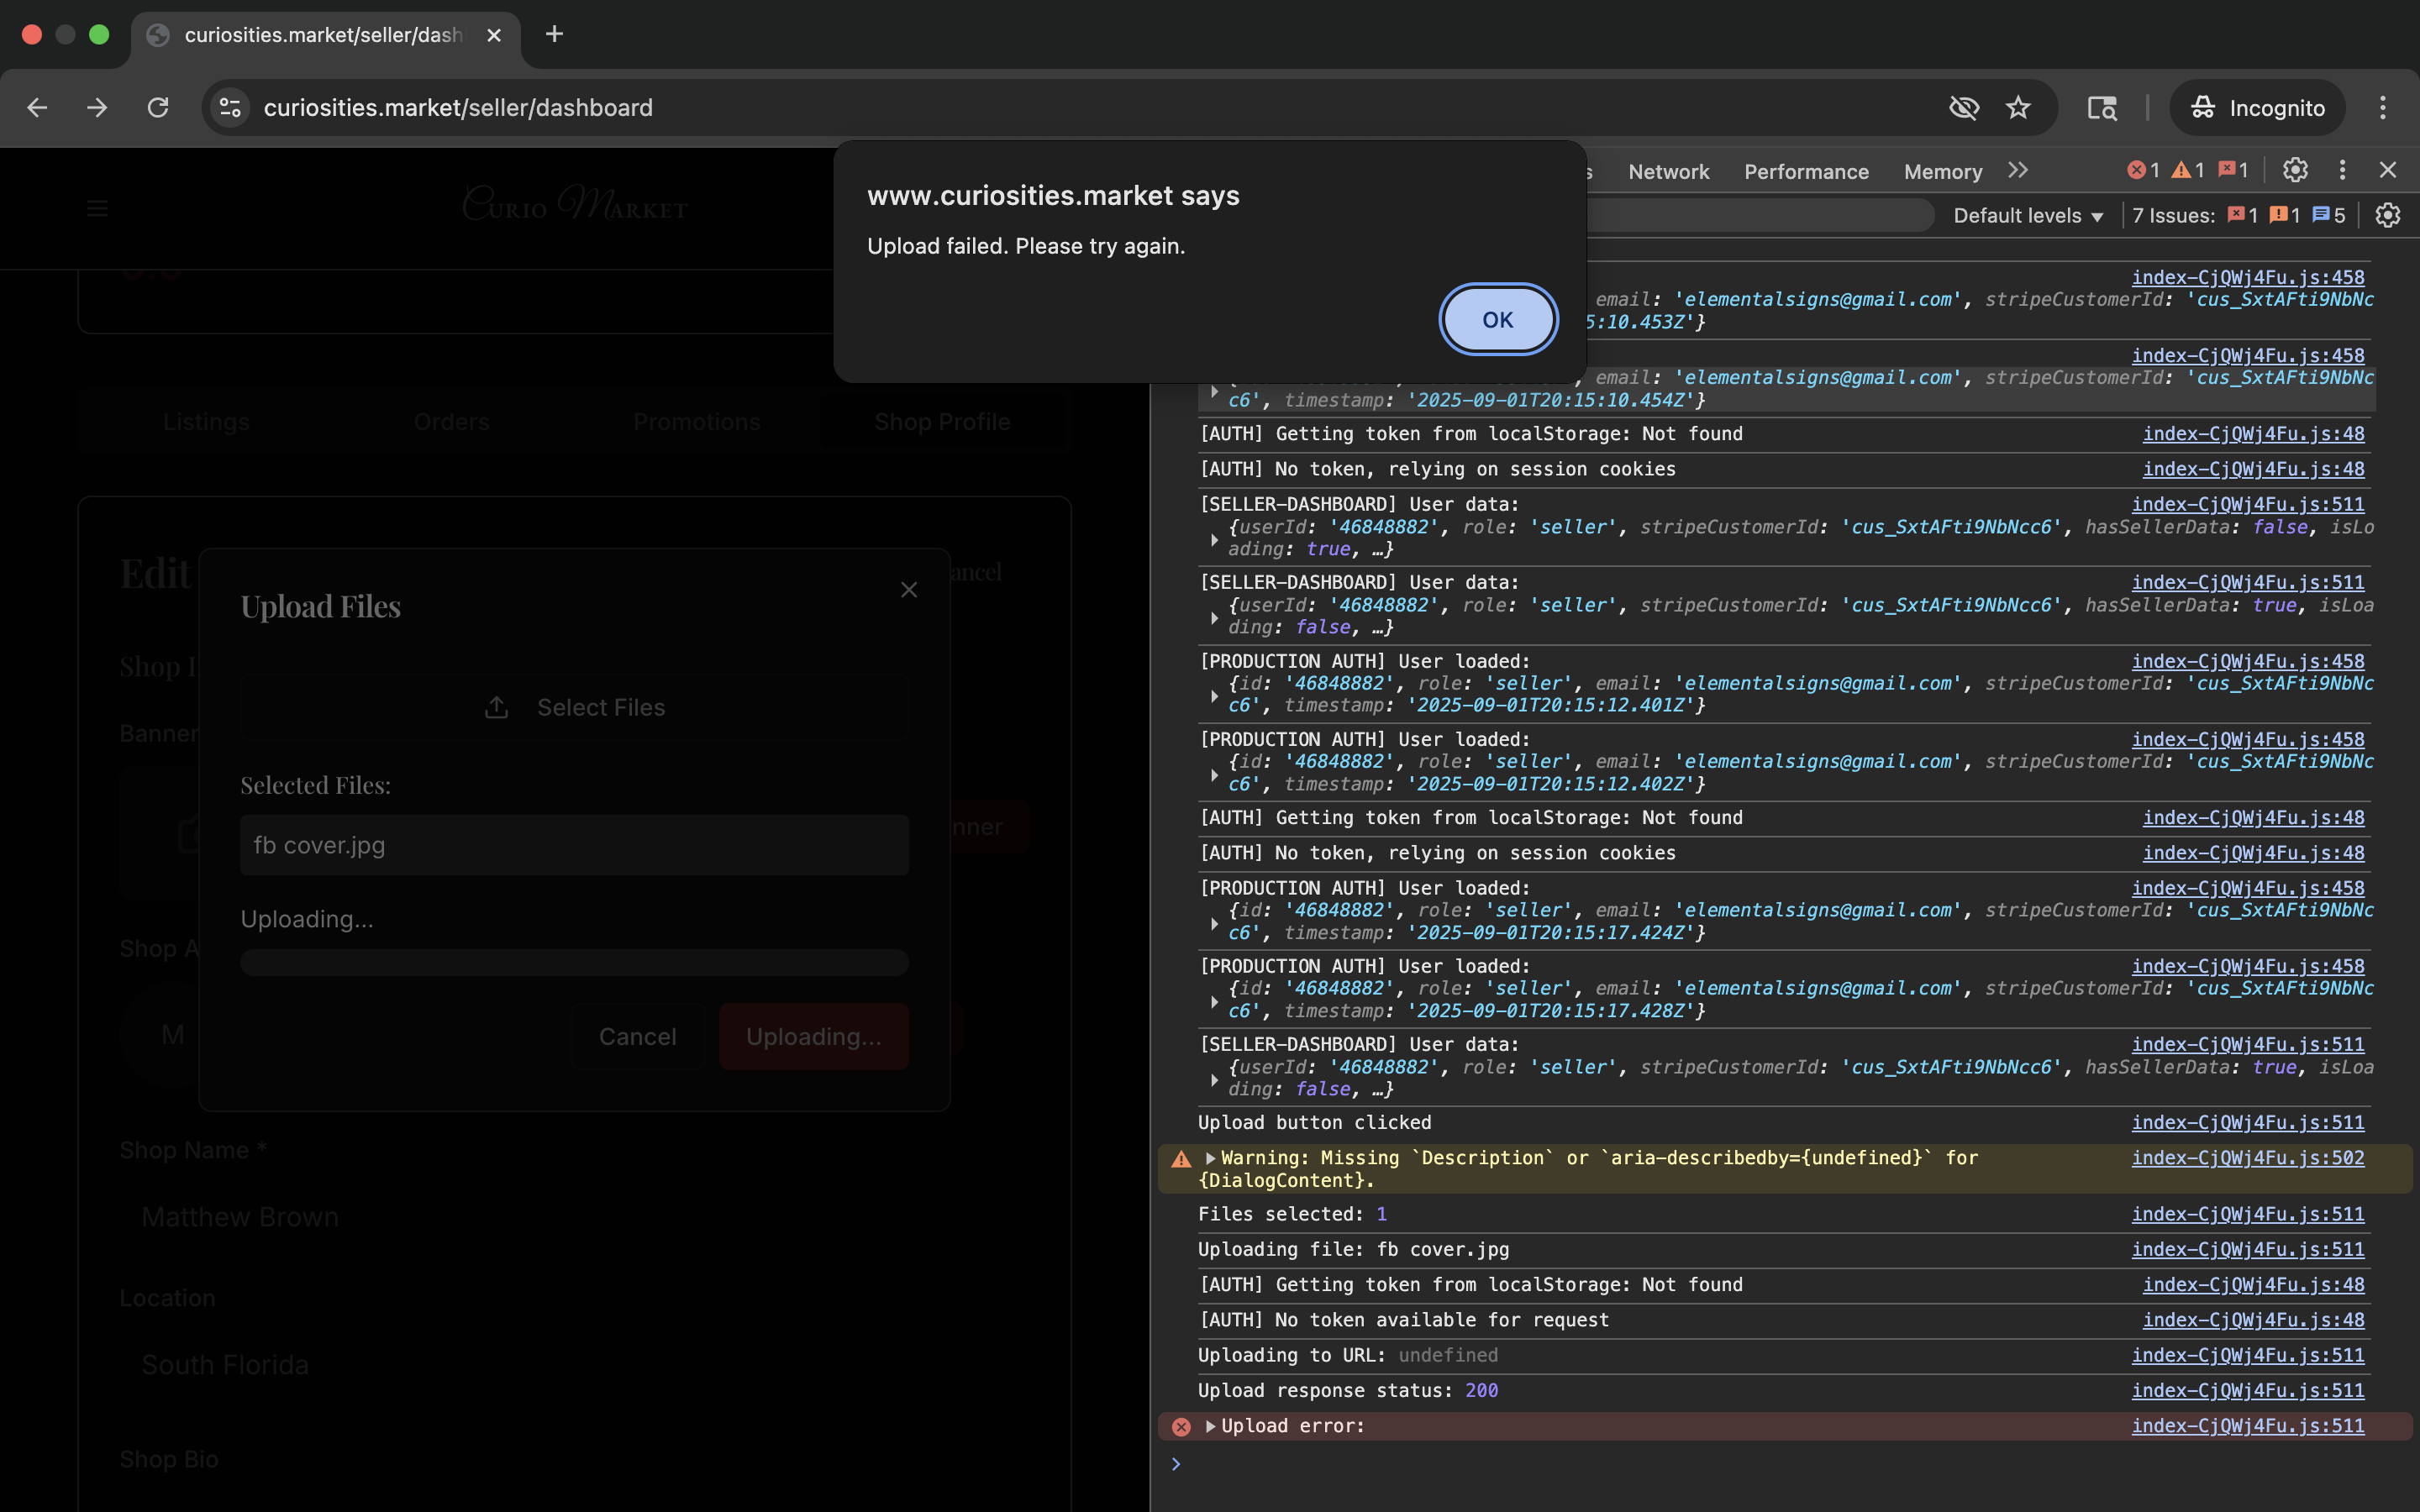 curiosities.market/seller/dash
curiosities.market/seller/dashboard
Incognito
www.curiosities.market says
Upload failed. Please try again.
OK
Network
Performance
Memory
1
1
1
Default levels
7 Issues:
1
1
5
Curio Market
Listings
Orders
Promotions
Shop Profile
Edit
ancel
Upload Files
Shop I
Select Files
Banner
Selected Files:
fb cover.jpg
nner
Uploading...
Shop A
M
Cancel
Uploading...
Shop Name *
Matthew Brown
Location
South Florida
Shop Bio
index-CjQWj4Fu.js:458
email: 'elementalsigns@gmail.com', stripeCustomerId: 'cus_SxtAFti9NbNc
5:10.453Z'}
index-CjQWj4Fu.js:458
, email: 'elementalsigns@gmail.com', stripeCustomerId: 'cus_SxtAFti9NbNc
c6', timestamp: '2025-09-01T20:15:10.454Z'}
[AUTH] Getting token from localStorage: Not found index-CjQWj4Fu.js:48
[AUTH] No token, relying on session cookies index-CjQWj4Fu.js:48
[SELLER-DASHBOARD] User data: index-CjQWj4Fu.js:511
{userId: '46848882', role: 'seller', stripeCustomerId: 'cus_SxtAFti9NbNcc6', hasSellerData: false, isLo
ading: true, …}
[SELLER-DASHBOARD] User data: index-CjQWj4Fu.js:511
{userId: '46848882', role: 'seller', stripeCustomerId: 'cus_SxtAFti9NbNcc6', hasSellerData: true, isLoa
ding: false, …}
[PRODUCTION AUTH] User loaded: index-CjQWj4Fu.js:458
{id: '46848882', role: 'seller', email: 'elementalsigns@gmail.com', stripeCustomerId: 'cus_SxtAFti9NbNc
c6', timestamp: '2025-09-01T20:15:12.401Z'}
[PRODUCTION AUTH] User loaded: index-CjQWj4Fu.js:458
{id: '46848882', role: 'seller', email: 'elementalsigns@gmail.com', stripeCustomerId: 'cus_SxtAFti9NbNc
c6', timestamp: '2025-09-01T20:15:12.402Z'}
[AUTH] Getting token from localStorage: Not found index-CjQWj4Fu.js:48
[AUTH] No token, relying on session cookies index-CjQWj4Fu.js:48
[PRODUCTION AUTH] User loaded: index-CjQWj4Fu.js:458
{id: '46848882', role: 'seller', email: 'elementalsigns@gmail.com', stripeCustomerId: 'cus_SxtAFti9NbNc
c6', timestamp: '2025-09-01T20:15:17.424Z'}
[PRODUCTION AUTH] User loaded: index-CjQWj4Fu.js:458
{id: '46848882', role: 'seller', email: 'elementalsigns@gmail.com', stripeCustomerId: 'cus_SxtAFti9NbNc
c6', timestamp: '2025-09-01T20:15:17.428Z'}
[SELLER-DASHBOARD] User data: index-CjQWj4Fu.js:511
{userId: '46848882', role: 'seller', stripeCustomerId: 'cus_SxtAFti9NbNcc6', hasSellerData: true, isLoa
ding: false, …}
Upload button clicked index-CjQWj4Fu.js:511
Warning: Missing `Description` or `aria-describedby={undefined}` for index-CjQWj4Fu.js:502
{DialogContent}.
Files selected: 1 index-CjQWj4Fu.js:511
Uploading file: fb cover.jpg index-CjQWj4Fu.js:511
[AUTH] Getting token from localStorage: Not found index-CjQWj4Fu.js:48
[AUTH] No token available for request index-CjQWj4Fu.js:48
Uploading to URL: undefined index-CjQWj4Fu.js:511
Upload response status: 200 index-CjQWj4Fu.js:511
Upload error: index-CjQWj4Fu.js:511